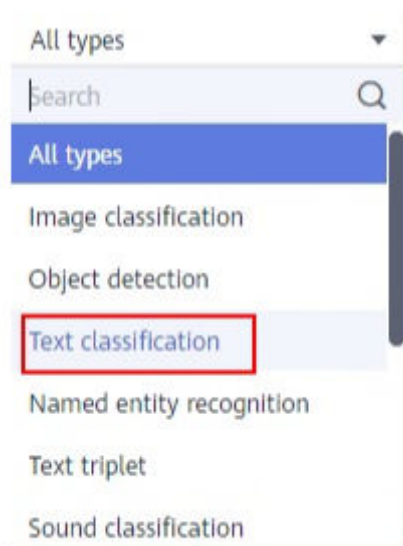 All types
Search
All types
Image classification
Object detection
Text classification
Named entity recognition
Text triplet
Sound classification